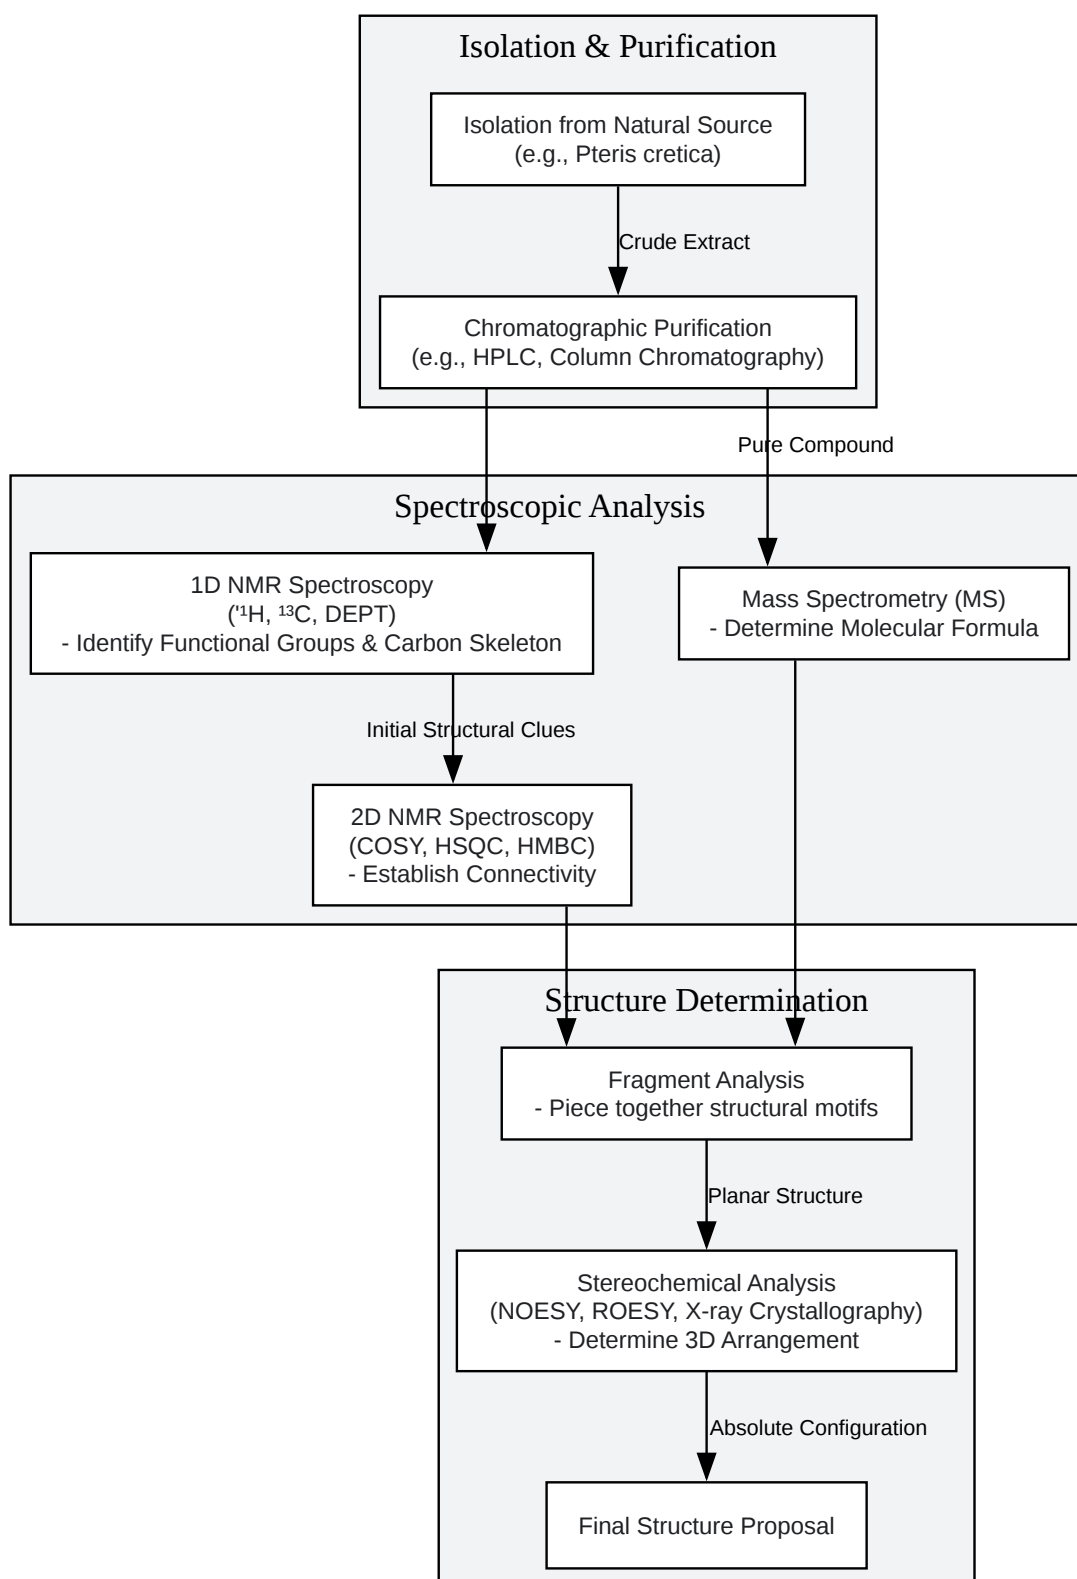 Isolation & Purification
Isolation from Natural Source
(e.g., Pteris cretica)
Crude Extract
Chromatographic Purification
(e.g., HPLC, Column Chromatography)
Pure Compound
Spectroscopic Analysis
1D NMR Spectroscopy
('¹H, ¹³C, DEPT)
- Identify Functional Groups & Carbon Skeleton
Mass Spectrometry (MS)
- Determine Molecular Formula
Initial Structural Clues
2D NMR Spectroscopy
(COSY, HSQC, HMBC)
- Establish Connectivity
Structure Determination
Fragment Analysis
- Piece together structural motifs
Planar Structure
Stereochemical Analysis
(NOESY, ROESY, X-ray Crystallography)
- Determine 3D Arrangement
Absolute Configuration
Final Structure Proposal